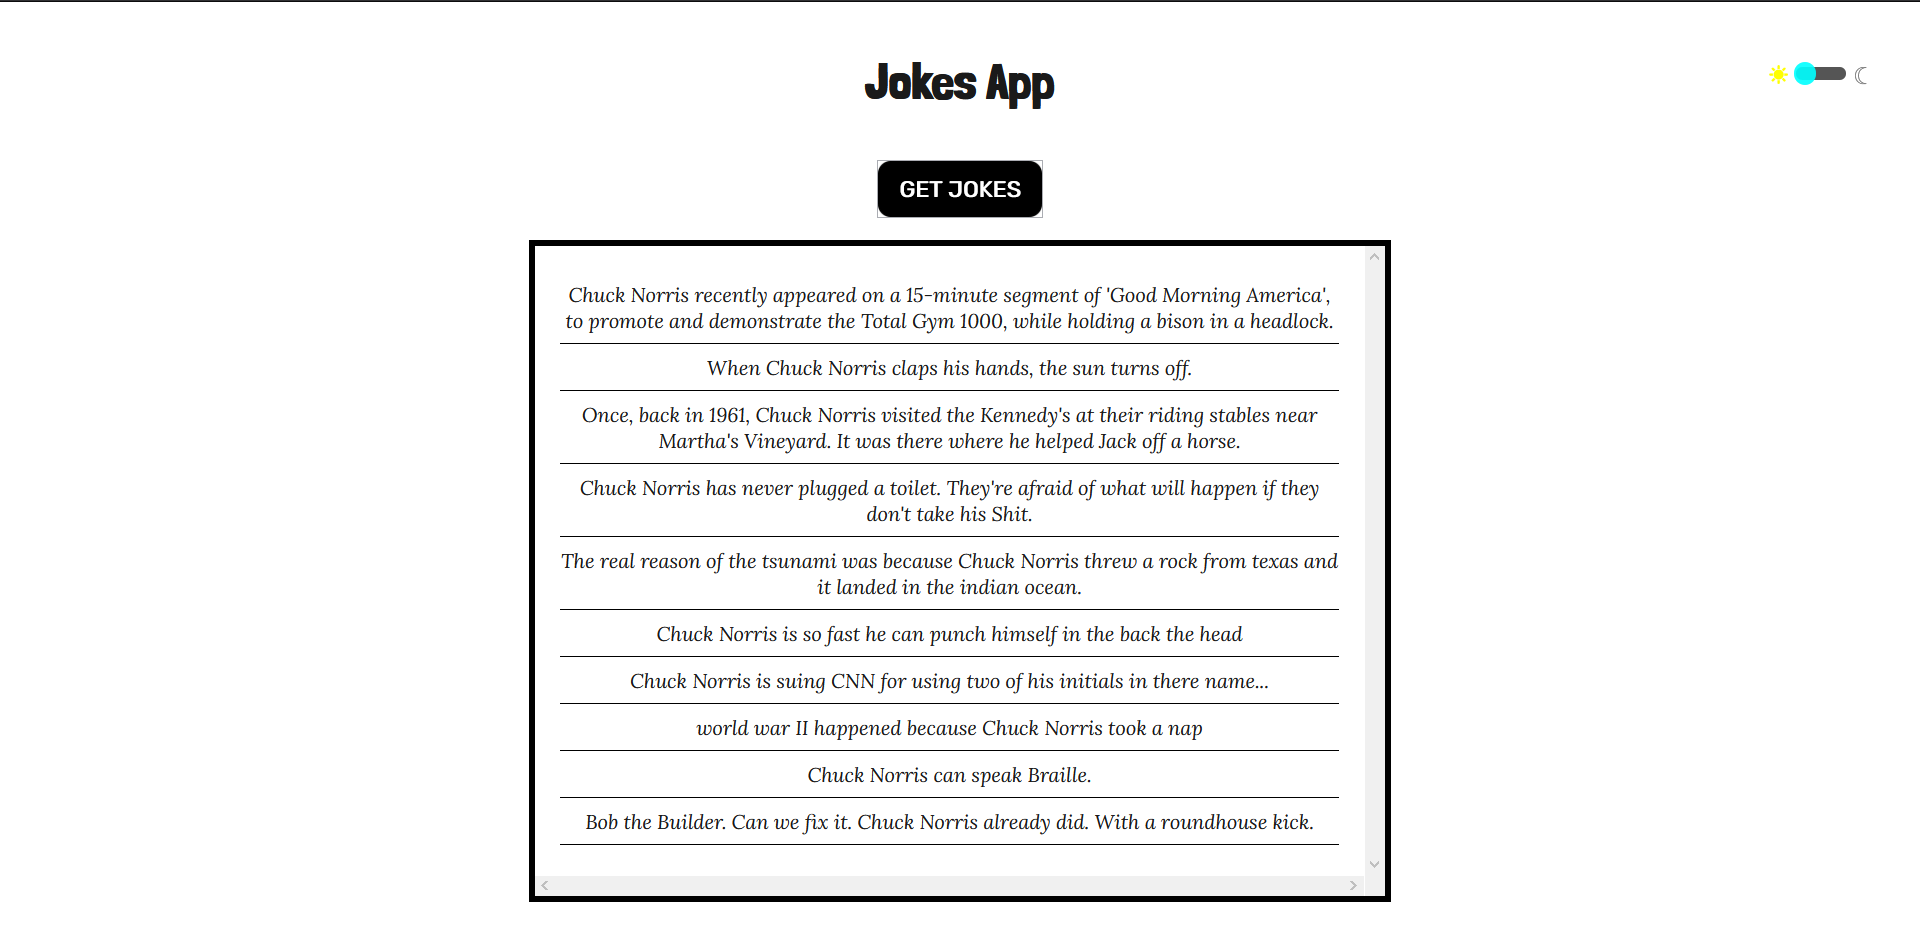 Jokes App
GET JOKES
Chuck Norris recently appeared on a 15-minute segment of 'Good Morning America',
to promote and demonstrate the Total Gym 1000, while holding a bison in a headlock.
When Chuck Norris claps his hands, the sun turns off.
Once, back in 1961, Chuck Norris visited the Kennedy's at their riding stables near
Martha's Vineyard. It was there where he helped Jack off a horse.
Chuck Norris has never plugged a toilet. They're afraid of what will happen if they
don't take his Shit.
The real reason of the tsunami was because Chuck Norris threw a rock from texas and
it landed in the indian ocean.
Chuck Norris is so fast he can punch himself in the back the head
Chuck Norris is suing CNN for using two of his initials in there name...
world war II happened because Chuck Norris took a nap
Chuck Norris can speak Braille.
Bob the Builder. Can we fix it. Chuck Norris already did. With a roundhouse kick.